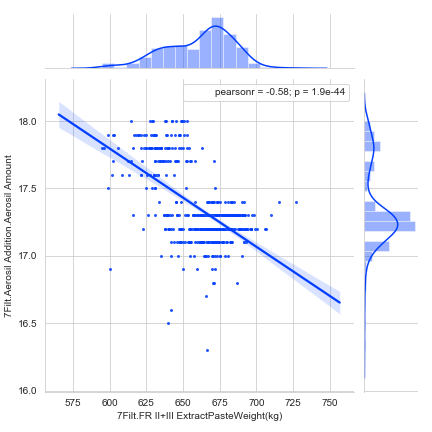 pearsonr = -0.58; p = 1.9e-44
18.0
17.5
17.0
16.5
16.0
7Filt.Aerosil Addition.Aerosil Amount
575 600 625 650 675 700 725 750
7Filt.FR II+III ExtractPasteWeight(kg)